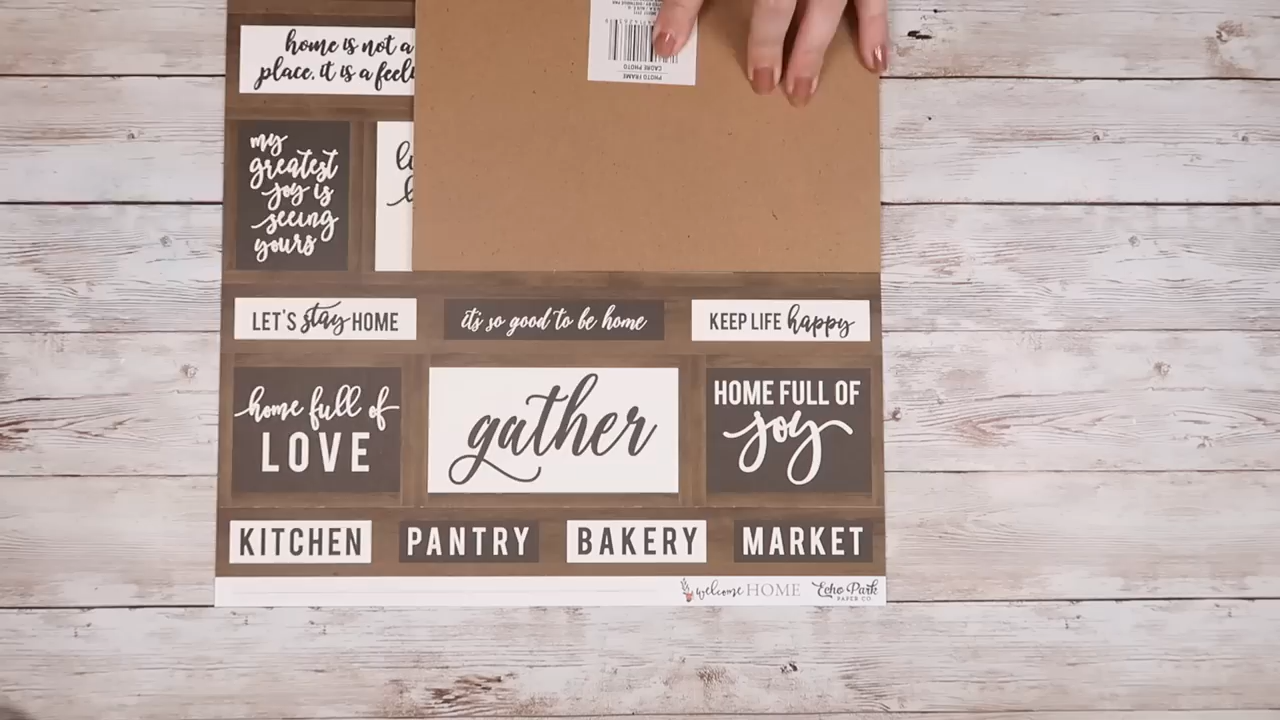 home is not a
place. it is a feeli
PHOTO FRAME
CADRE PHOTO
my
greatest
joy is
seeing
yours
LET'S stay HOME
it's so good to be home
KEEP LIFE happy
home full of
LOVE
gather
HOME FULL OF
joy
KITCHEN
PANTRY
BAKERY
MARKET
welcome HOME
Echo Park
PAPER CO.